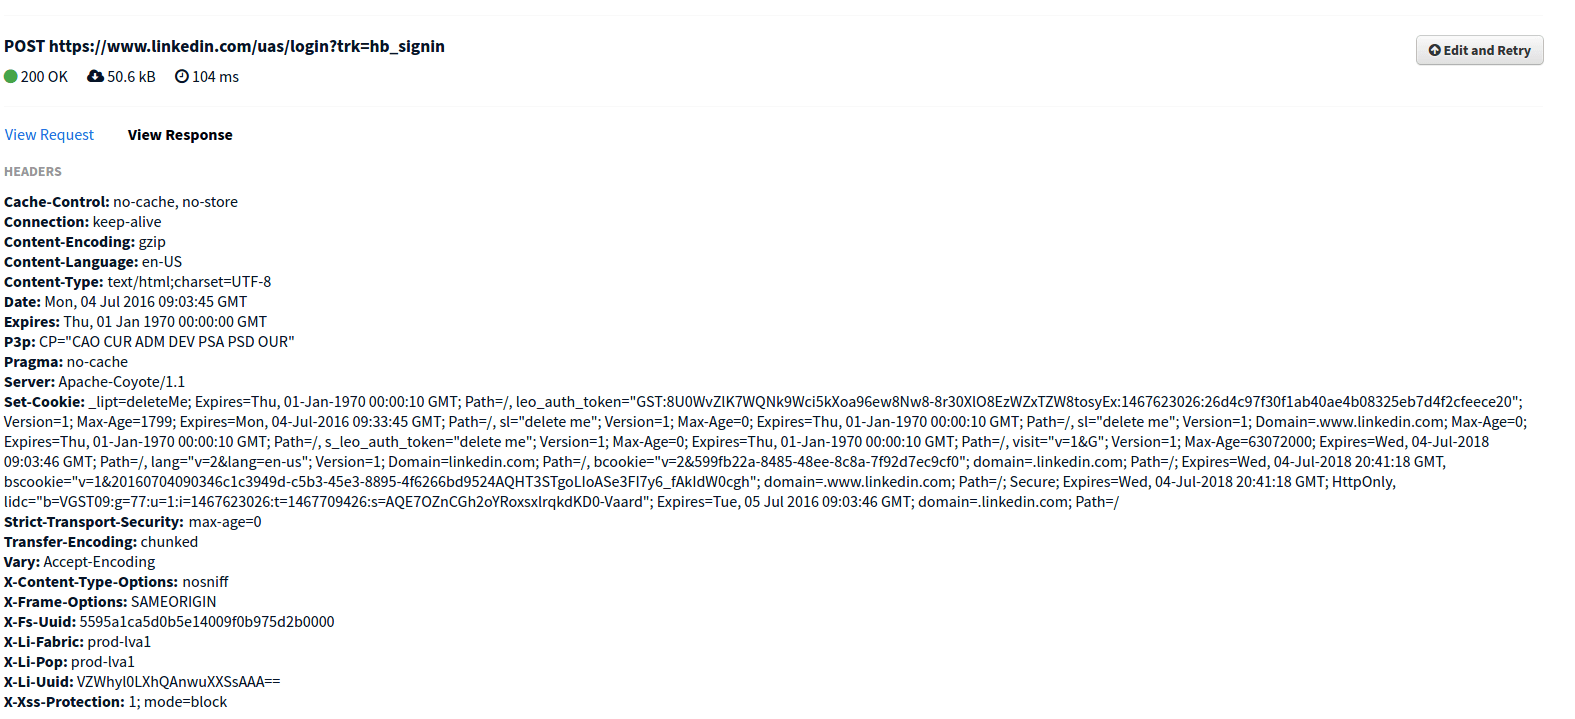 POST https://www.linkedin.com/uas/login?trk=hb_signin
Edit and Retry
200 OK 50.6 kB 104 ms
View Request View Response
HEADERS
Cache-Control: no-cache, no-store
Connection: keep-alive
Content-Encoding: gzip
Content-Language: en-US
Content-Type: text/html;charset=UTF-8
Date: Mon, 04 Jul 2016 09:03:45 GMT
Expires: Thu, 01 Jan 1970 00:00:00 GMT
P3p: CP="CAO CUR ADM DEV PSA PSD OUR"
Pragma: no-cache
Server: Apache-Coyote/1.1
Set-Cookie: _lipt=deleteMe; Expires=Thu, 01-Jan-1970 00:00:10 GMT; Path=/, leo_auth_token="GST:8U0WvZlK7WQNk9Wci5kXoa96ew8Nw8-8r30XlO8EzWZxTZW8tosyEx:1467623026:26d4c97f30f1ab40ae4b08325eb7d4f2cfeece20";
Version=1; Max-Age=1799; Expires=Mon, 04-Jul-2016 09:33:45 GMT; Path=/, sl="delete me"; Version=1; Max-Age=0; Expires=Thu, 01-Jan-1970 00:00:10 GMT; Path=/, sl="delete me"; Version=1; Domain=.www.linkedin.com; Max-Age=0;
Expires=Thu, 01-Jan-1970 00:00:10 GMT; Path=/, s_leo_auth_token="delete me"; Version=1; Max-Age=0; Expires=Thu, 01-Jan-1970 00:00:10 GMT; Path=/, visit="v=1&G"; Version=1; Max-Age=63072000; Expires=Wed, 04-Jul-2018
09:03:46 GMT; Path=/, lang="v=2&lang=en-us"; Version=1; Domain=linkedin.com; Path=/, bcookie="v=2&599fb22a-8485-48ee-8c8a-7f92d7ec9cf0"; domain=.linkedin.com; Path=/; Expires=Wed, 04-Jul-2018 20:41:18 GMT,
bscookie="v=1&20160704090346c1c3949d-c5b3-45e3-8895-4f6266bd9524AQHT3STgoLIoASe3FI7y6_fAkIdW0cgh"; domain=.www.linkedin.com; Path=/; Secure; Expires=Wed, 04-Jul-2018 20:41:18 GMT; HttpOnly,
lidc="b=VGST09:g=77:u=1:i=1467623026:t=1467709426:s=AQE7OZnCGh2oYRoxsxlrqkdKD0-Vaard"; Expires=Tue, 05 Jul 2016 09:03:46 GMT; domain=.linkedin.com; Path=/
Strict-Transport-Security: max-age=0
Transfer-Encoding: chunked
Vary: Accept-Encoding
X-Content-Type-Options: nosniff
X-Frame-Options: SAMEORIGIN
X-Fs-Uuid: 5595a1ca5d0b5e14009f0b975d2b0000
X-Li-Fabric: prod-lva1
X-Li-Pop: prod-lva1
X-Li-Uuid: VZWhyl0LXhQAnwuXXSsAAA==
X-Xss-Protection: 1; mode=block